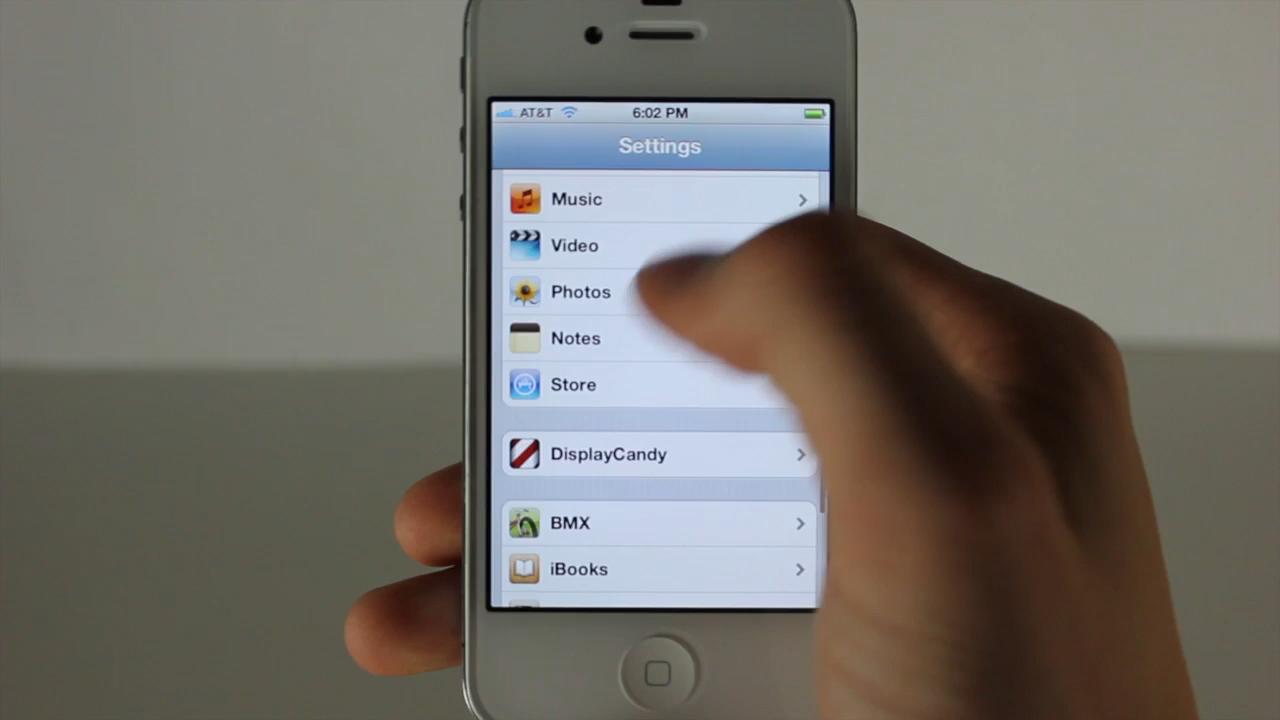 AT&T 6:02 PM
Settings
Music
Video
Photos
Notes
Store
DisplayCandy
BMX
iBooks